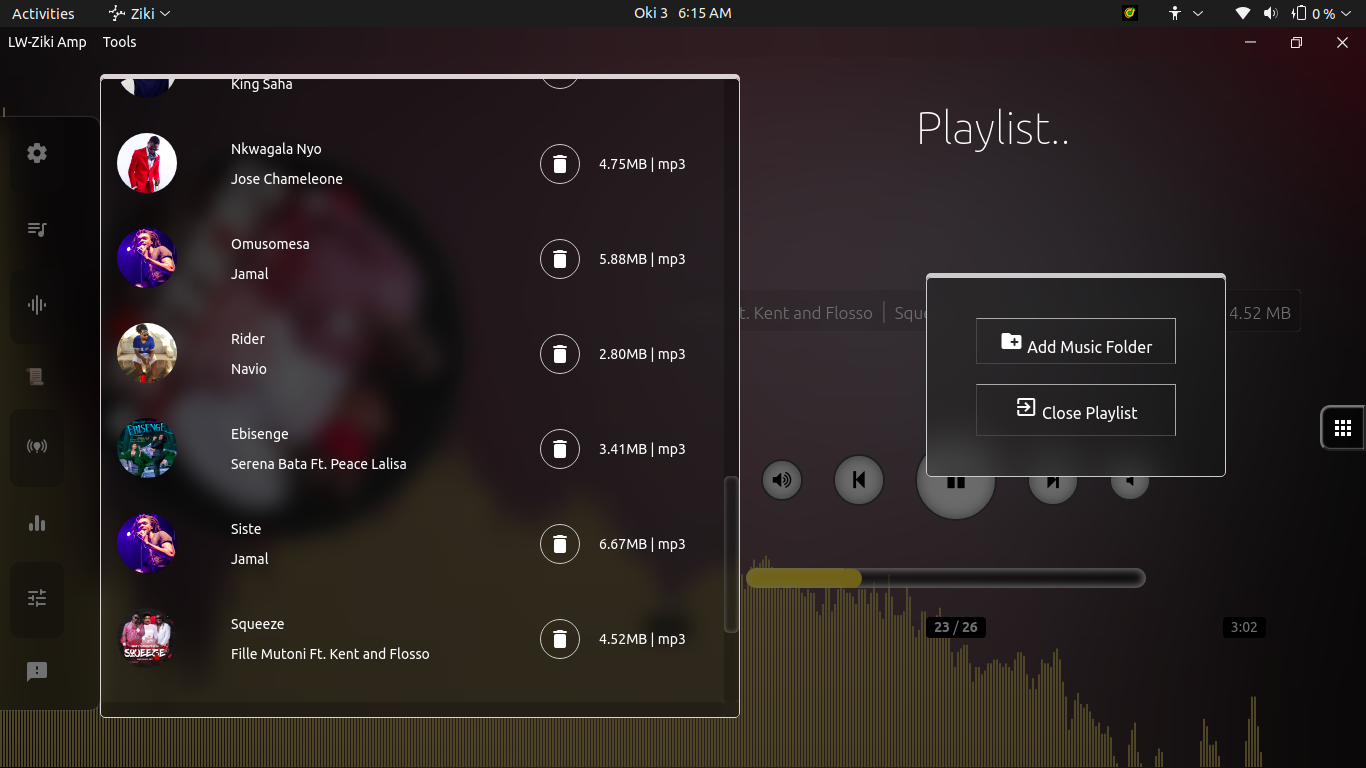 Activities
Ziki
Oki 3 6:15 AM
0 %
LW-Ziki Amp Tools
King Saha
Nkwagala Nyo
Jose Chameleone
4.75MB | mp3
Omusomesa
Jamal
5.88MB | mp3
Rider
Navio
2.80MB | mp3
EBISENGE
Ebisenge
Serena Bata Ft. Peace Lalisa
3.41MB | mp3
Siste
Jamal
6.67MB | mp3
SQUEEZE
Squeeze
Fille Mutoni Ft. Kent and Flosso
4.52MB | mp3
Playlist..
t. Kent and Flosso | Sque
4.52 MB
Add Music Folder
Close Playlist
23 / 26
3:02